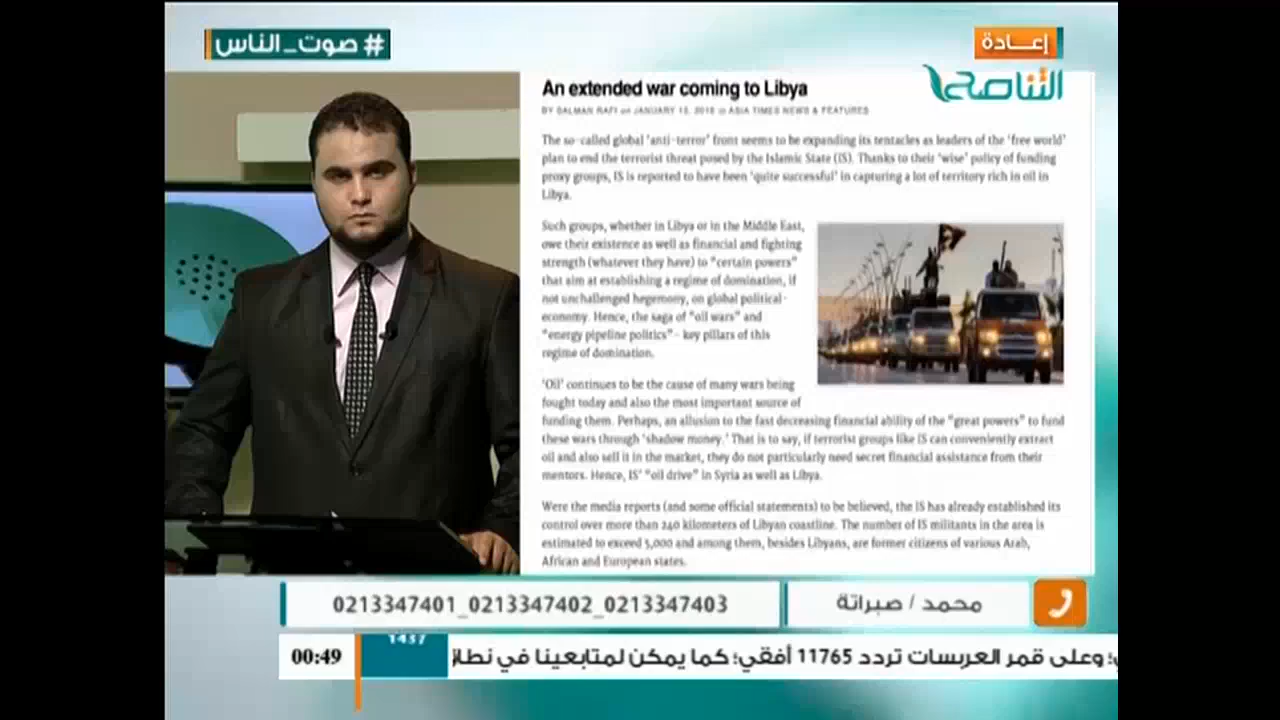 #صوت_الناس
إعادة
التناصح
An extended war coming to Libya
BY SALMAN RAFI on JANUARY 13, 2016 in ASIA TIMES NEWS & FEATURES
The so-called global 'anti-terror' front seems to be expanding its tentacles as leaders of the 'free world'
plan to end the terrorist threat posed by the Islamic State (IS). Thanks to their 'wise' policy of funding
proxy groups, IS is reported to have been 'quite successful' in capturing a lot of territory rich in oil in
Libya.
Such groups, whether in Libya or in the Middle East,
owe their existence as well as financial and fighting
strength (whatever they have) to "certain powers"
that aim at establishing a regime of domination, if
not unchallenged hegemony, on global political-
economy. Hence, the saga of "oil wars" and
"energy pipeline politics"- key pillars of this
regime of domination.
'Oil' continues to be the cause of many wars being
fought today and also the most important source of
funding them. Perhaps, an allusion to the fast decreasing financial ability of the "great powers" to fund
these wars through 'shadow money.' That is to say, if terrorist groups like IS can conveniently extract
oil and also sell it in the market, they do not particularly need secret financial assistance from their
mentors. Hence, IS' "oil drive" in Syria as well as Libya.
Were the media reports (and some official statements) to be believed, the IS has already established its
control over more than 240 kilometers of Libyan coastline. The number of IS militants in the area is
estimated to exceed 5,000 and among them, besides Libyans, are former citizens of various Arab,
African and European states.
محمد / صبراتة
0213347401_0213347402_0213347403
00:49
1437
وعلى قمر العربسات تردد 11765 أفقي؛ كما يمكن لمتابعينا في